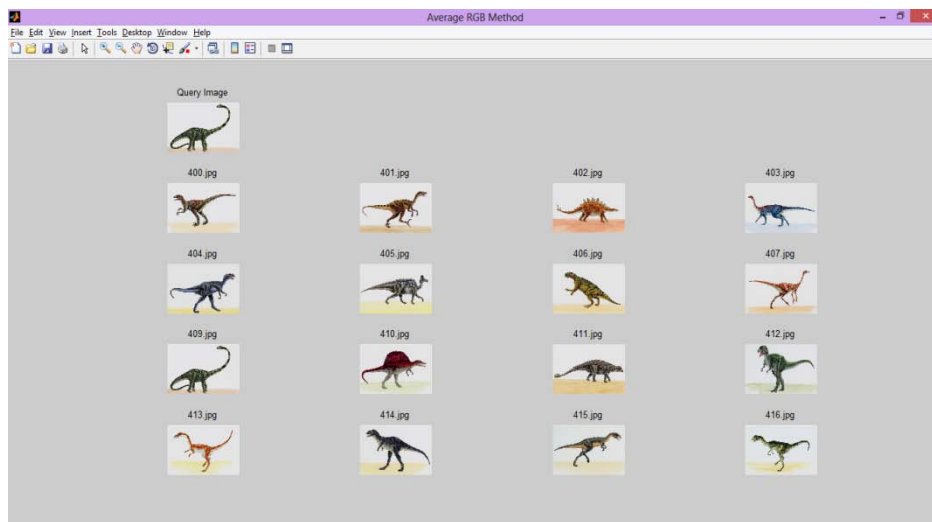 Average RGB Method
File Edit View Insert Tools Desktop Window Help
Query Image
400.jpg 401.jpg 402.jpg 403.jpg
404.jpg 405.jpg 406.jpg 407.jpg
409.jpg 410.jpg 411.jpg 412.jpg
413.jpg 414.jpg 415.jpg 416.jpg